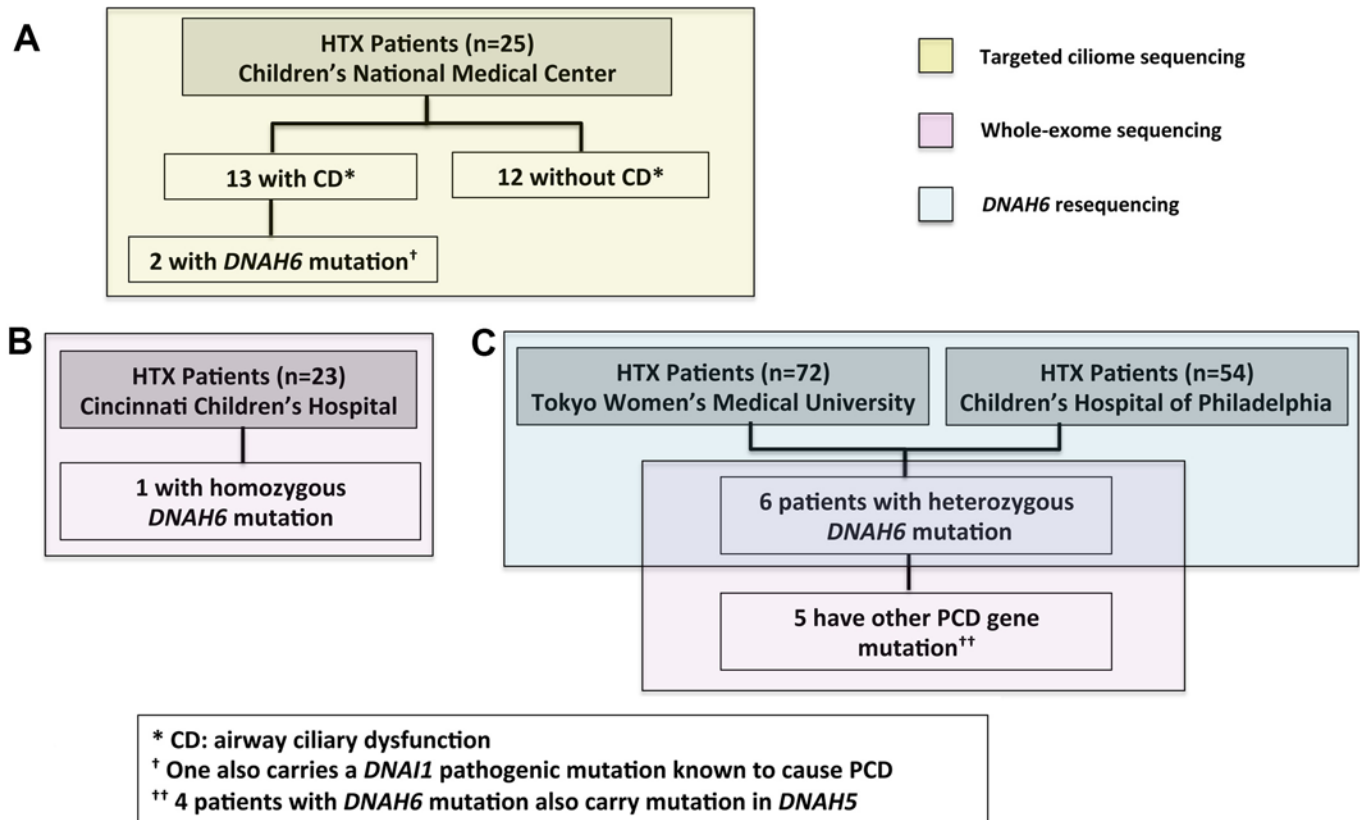 A
HTX Patients (n=25)
Children's National Medical Center
13 with CD*
12 without CD*
2 with DNAH6 mutation†
Targeted ciliome sequencing
Whole-exome sequencing
DNAH6 resequencing
B
HTX Patients (n=23)
Cincinnati Children's Hospital
1 with homozygous
DNAH6 mutation
C
HTX Patients (n=72)
Tokyo Women's Medical University
HTX Patients (n=54)
Children's Hospital of Philadelphia
6 patients with heterozygous
DNAH6 mutation
5 have other PCD gene
mutation††
* CD: airway ciliary dysfunction
† One also carries a DNAI1 pathogenic mutation known to cause PCD
†† 4 patients with DNAH6 mutation also carry mutation in DNAH5